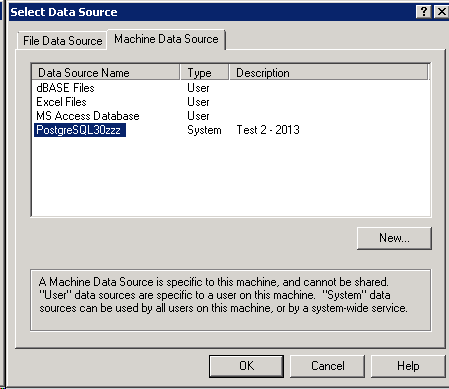 Select Data Source
File Data Source Machine Data Source
Data Source Name Type Description
dBASE Files User
Excel Files User
MS Access Database User
PostgreSQL30zzz System Test 2 - 2013
New...
A Machine Data Source is specific to this machine, and cannot be shared.
"User" data sources are specific to a user on this machine. "System" data
sources can be used by all users on this machine, or by a system-wide service.
OK Cancel Help